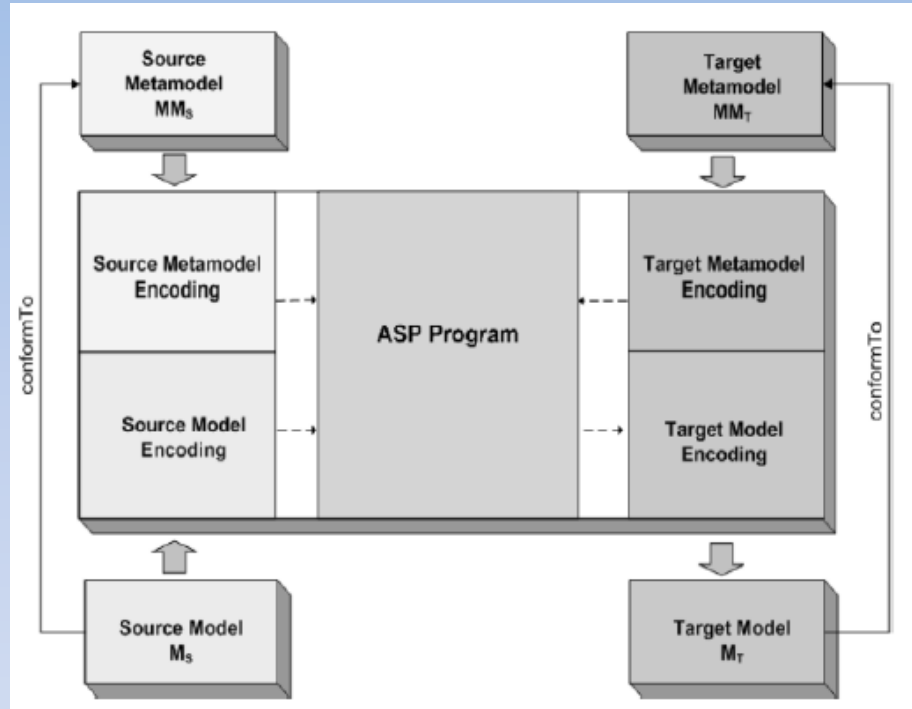 Source
Metamodel
MMS
Target
Metamodel
MMT
Source Metamodel
Encoding
ASP Program
Target Metamodel
Encoding
conformTo
conformTo
Source Model
Encoding
Target Model
Encoding
Source Model
MS
Target Model
MT